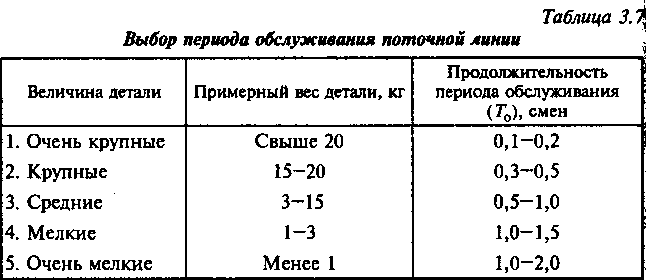 Таблица 3.7
Выбор периода обслуживания поточной линии
Величина детали
Примерный вес детали, кг
Продолжительность
периода обслуживания
(Tо), смен
1. Очень крупные Свыше 20 0,1—0,2
2. Крупные 15—20 0,3—0,5
3. Средние 3—15 0,5—1,0
4. Мелкие 1—3 1,0—1,5
5. Очень мелкие Менее 1 1,0—2,0